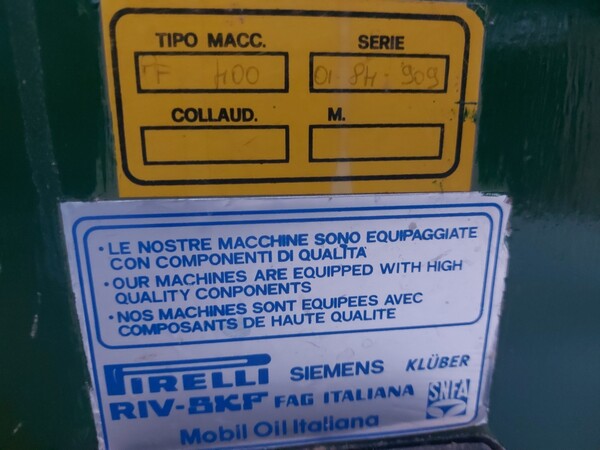 TIPO MACC. SERIE
TF 400 01-84-909
COLLAUD. M.
• LE NOSTRE MACCHINE SONO EQUIPAGGIATE
CON COMPONENTI DI QUALITÀ
• OUR MACHINES ARE EQUIPPED WITH HIGH
QUALITY CONPONENTS
• NOS MACHINES SONT EQUIPEES AVEC
COMPOSANTS DE HAUTE QUALITE
PIRELLI SIEMENS KLÜBER
RIV-SKF FAG ITALIANA SNFA
Mobil Oil Italiana